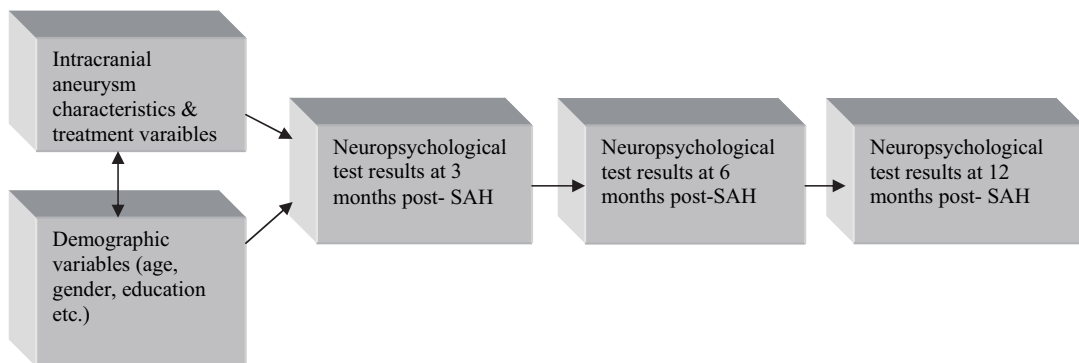 Intracranial
aneurysm
characteristics &
treatment varaibles
Demographic
variables (age,
gender, education
etc.)
Neuropsychological
test results at 3
months post- SAH
Neuropsychological
test results at 6
months post-SAH
Neuropsychological
test results at 12
months post- SAH